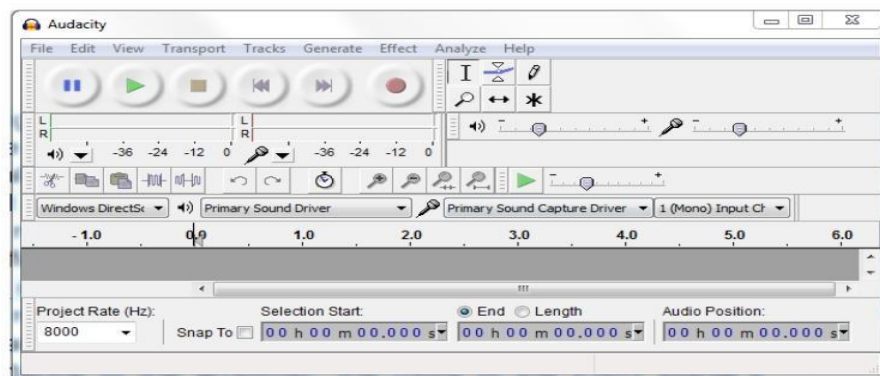 Audacity
File Edit View Transport Tracks Generate Effect Analyze Help
L
R
L
R
-36 -24 -12 0
-36 -24 -12 0
- +
- +
- +
Windows DirectSo
Primary Sound Driver
Primary Sound Capture Driver
1 (Mono) Input Ch
- 1.0 0.0 1.0 2.0 3.0 4.0 5.0 6.0
Project Rate (Hz): Selection Start: End Length Audio Position:
8000 Snap To 00 h 00 m 00.000 s 00 h 00 m 00.000 s 00 h 00 m 00.000 s